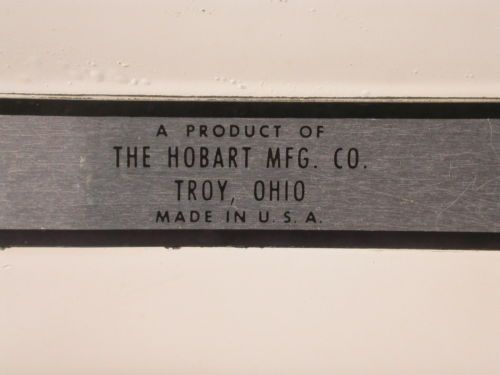 A PRODUCT OF
THE HOBART MFG. CO.
TROY, OHIO
MADE IN U.S.A.